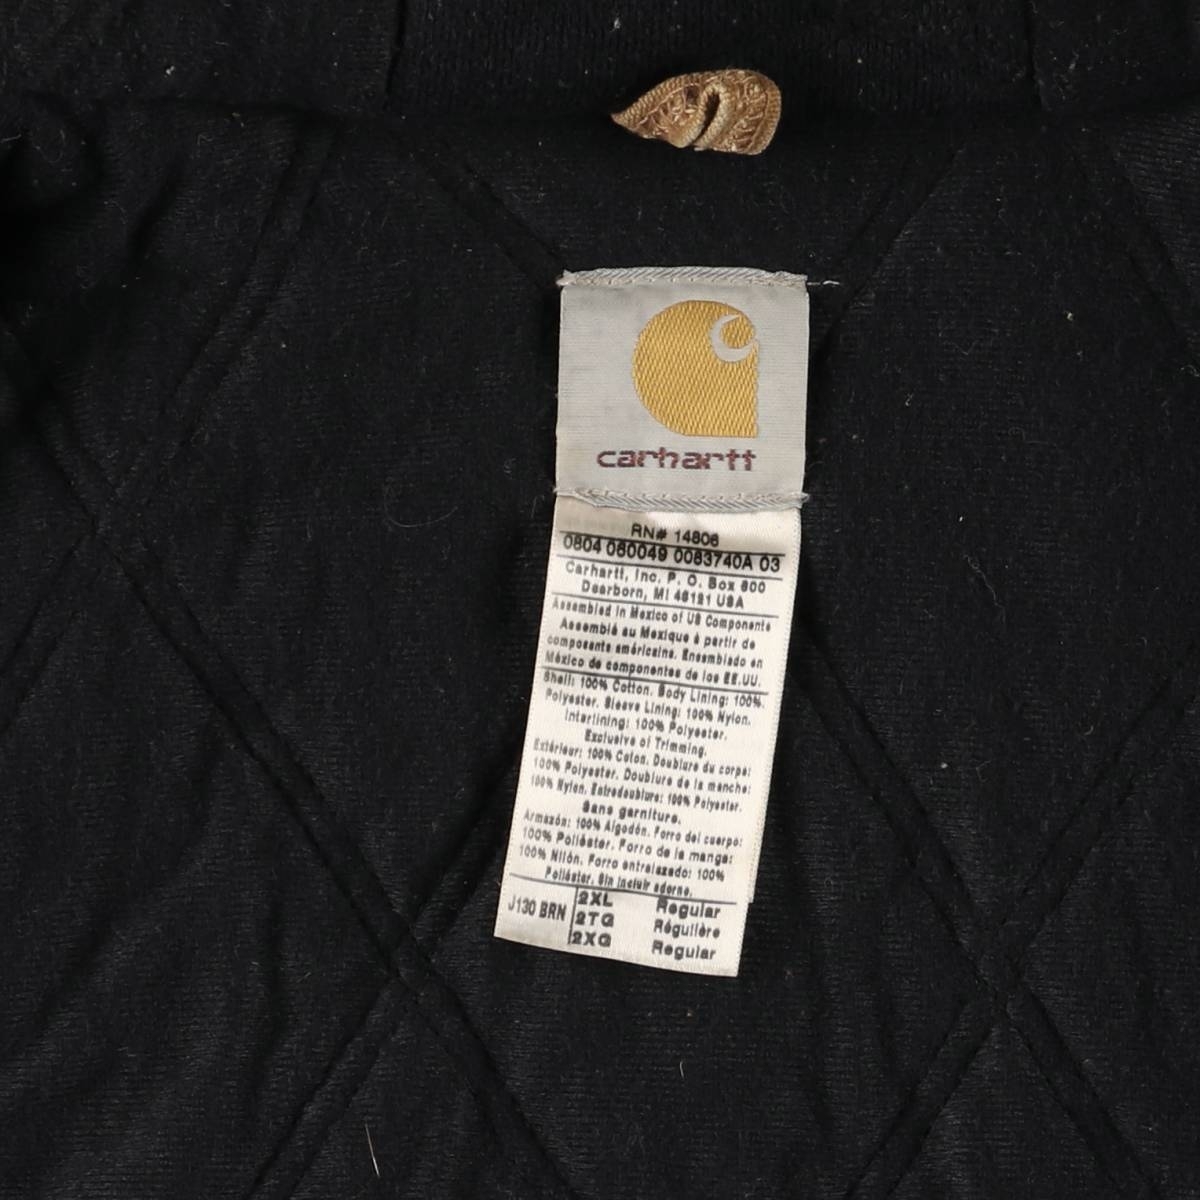 carhartt
RN# 14806
0804 080049 0083740A 03
Carhartt, Inc. P. O. Box 600
Dearborn, MI 48121 USA
Assembled in Mexico of US Components
Assemblé au Mexique à partir de
composants américains. Ensamblado en
México de componentes de los EE.UU.
Shell: 100% Cotton. Body Lining: 100%
Polyester. Sleeve Lining: 100% Nylon.
Interlining: 100% Polyester.
Exclusive of Trimming.
Extérieur: 100% Coton. Doublure du corps:
100% Polyester. Doublure de la manche:
100% Nylon. Entredoublure: 100% Polyester.
Sans garniture.
Armazón: 100% Algodón. Forro del cuerpo:
100% Poliéster. Forro de la manga:
100% Nilón. Forro entrelazado: 100%
Poliéster. Sin incluir adorno.
J130 BRN 2XL Regular
2TG Régulière
2XG Regular